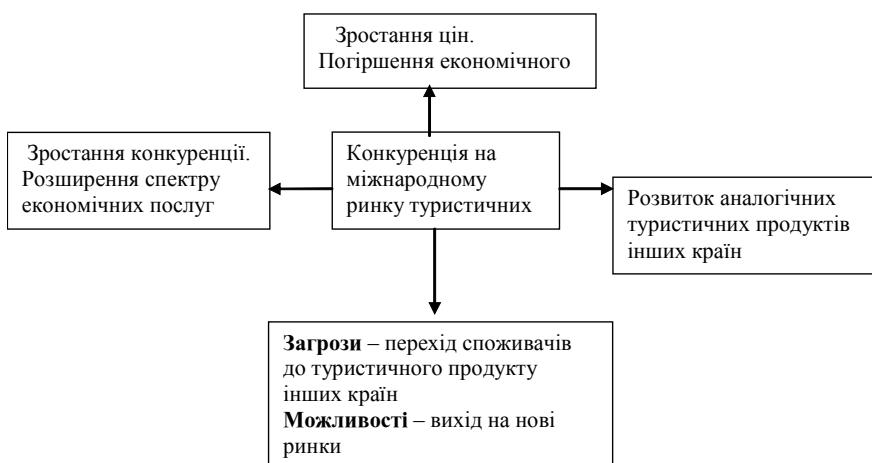 Зростання цін.
Погіршення економічного
Зростання конкуренції.
Розширення спектру
економічних послуг
Конкуренція на
міжнародному
ринку туристичних
Розвиток аналогічних
туристичних продуктів
інших країн
Загрози – перехід споживачів
до туристичного продукту
інших країн
Можливості – вихід на нові
ринки